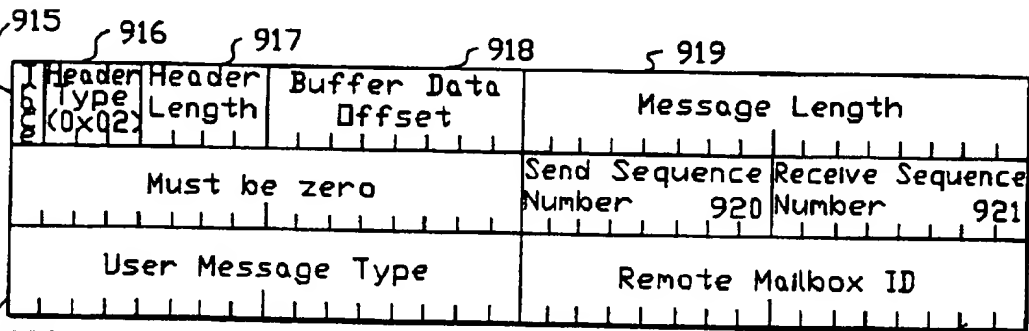 915
916
917
918
919
Trace
Header Type (0x02)
Header Length
Buffer Data Offset
Message Length
Must be zero
Send Sequence Number 920
Receive Sequence Number 921
User Message Type
Remote Mailbox ID